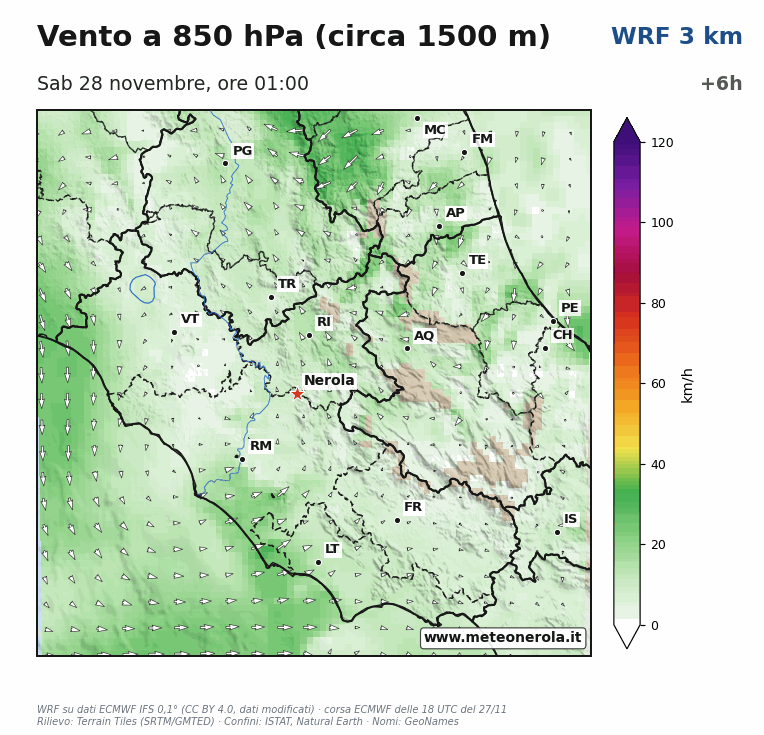 Vento a 850 hPa (circa 1500 m)
WRF 3 km
Sab 28 novembre, ore 01:00
+6h
MC
FM
PG
AP
TE
TR
PE
VT
RI
AQ
CH
Nerola
RM
FR
IS
LT
www.meteonerola.it
120
100
80
60
40
20
0
km/h
WRF su dati ECMWF IFS 0,1° (CC BY 4.0, dati modificati) · corsa ECMWF delle 18 UTC del 27/11
Rilievo: Terrain Tiles (SRTM/GMTED) · Confini: ISTAT, Natural Earth · Nomi: GeoNames